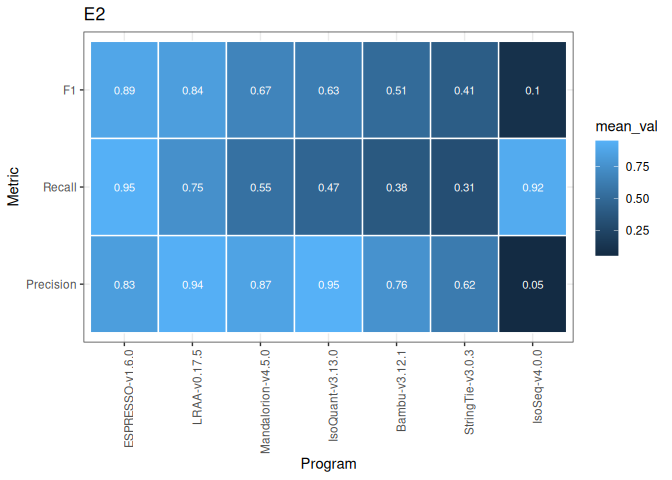 E2
F1
0.89 0.84 0.67 0.63 0.51 0.41 0.1
Recall
0.95 0.75 0.55 0.47 0.38 0.31 0.92
Precision
0.83 0.94 0.87 0.95 0.76 0.62 0.05
Metric
ESPRESSO-v1.6.0
LRAA-v0.17.5
Mandalorion-v4.5.0
IsoQuant-v3.13.0
Bambu-v3.12.1
StringTie-v3.0.3
IsoSeq-v4.0.0
Program
mean_val
0.75
0.50
0.25